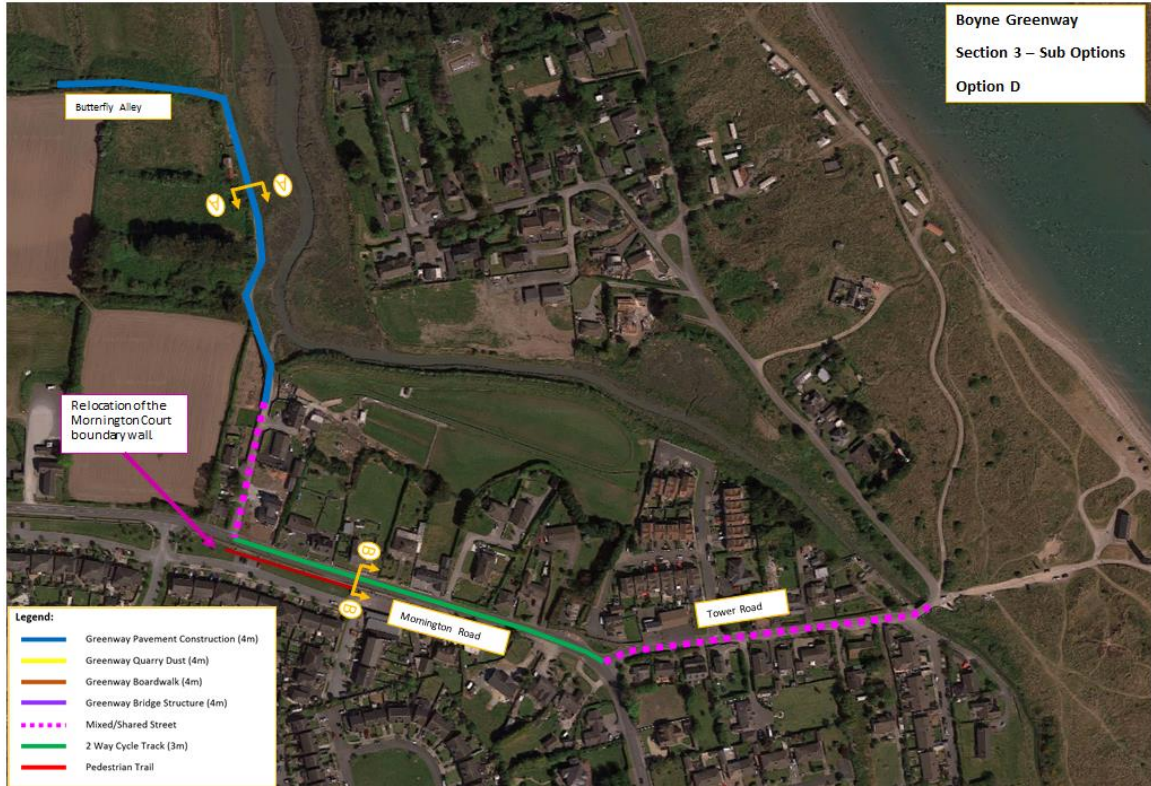 Boyne Greenway
Section 3 – Sub Options
Option D
Butterfly Alley
A
A
Relocation of the
Mornington Court
boundary wall.
B
B
Mornington Road
Tower Road
Legend:
Greenway Pavement Construction (4m)
Greenway Quarry Dust (4m)
Greenway Boardwalk (4m)
Greenway Bridge Structure (4m)
Mixed/Shared Street
2 Way Cycle Track (3m)
Pedestrian Trail